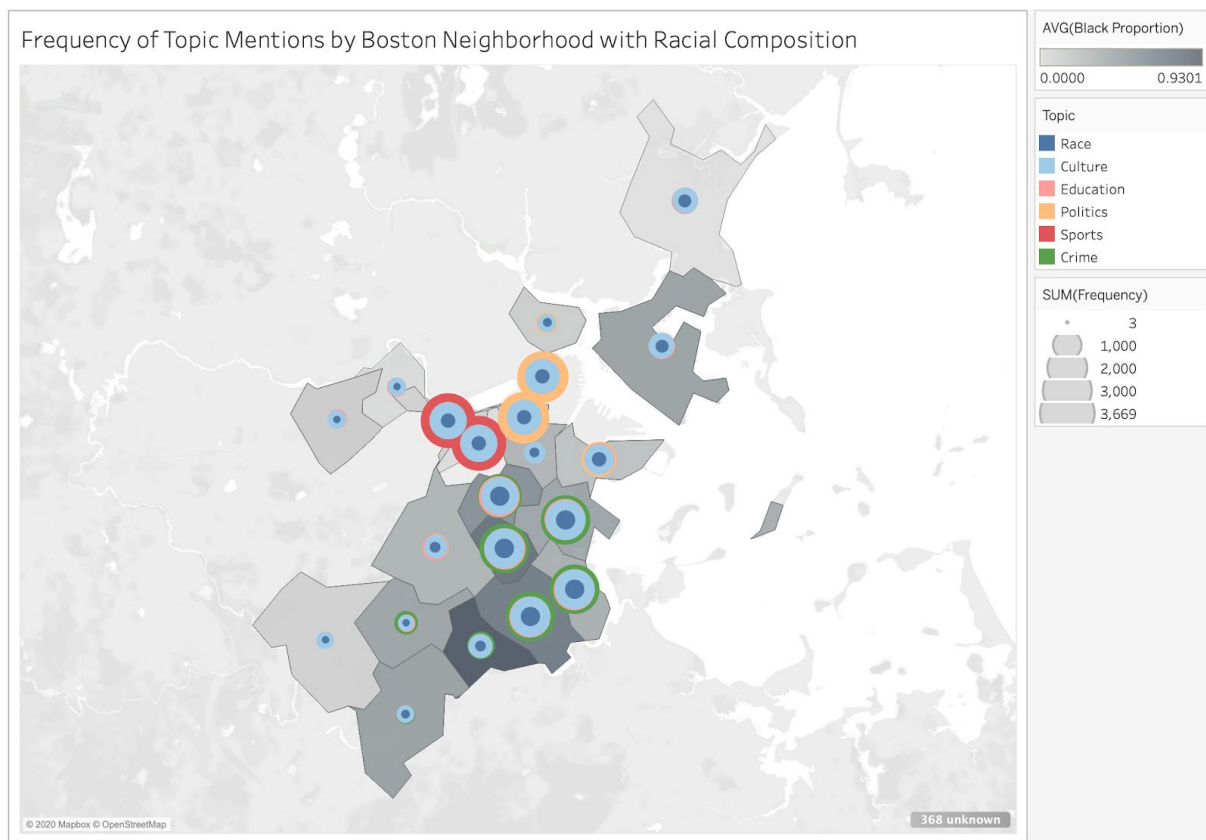 Frequency of Topic Mentions by Boston Neighborhood with Racial Composition
© 2020 Mapbox © OpenStreetMap
368 unknown
AVG(Black Proportion)
0.0000 0.9301
Topic
Race
Culture
Education
Politics
Sports
Crime
SUM(Frequency)
3
1,000
2,000
3,000
3,669